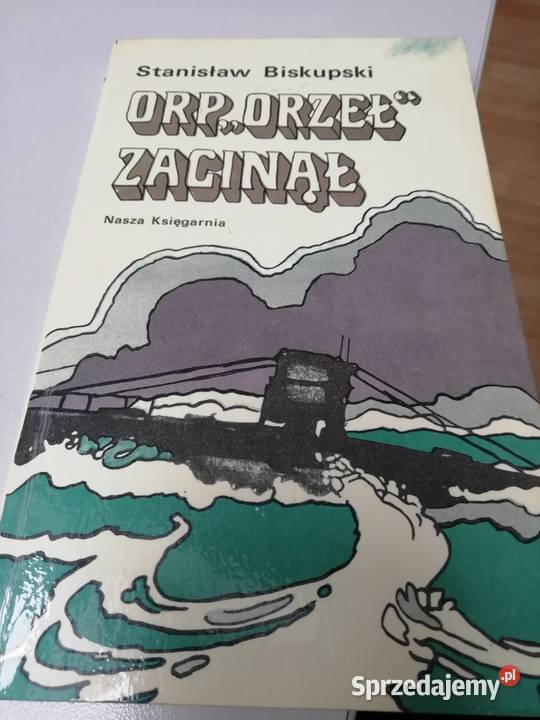 Stanisław Biskupski
ORP„ORZEŁ“
ZAGINĄŁ
Nasza Księgarnia
Sprzedajemy.pl